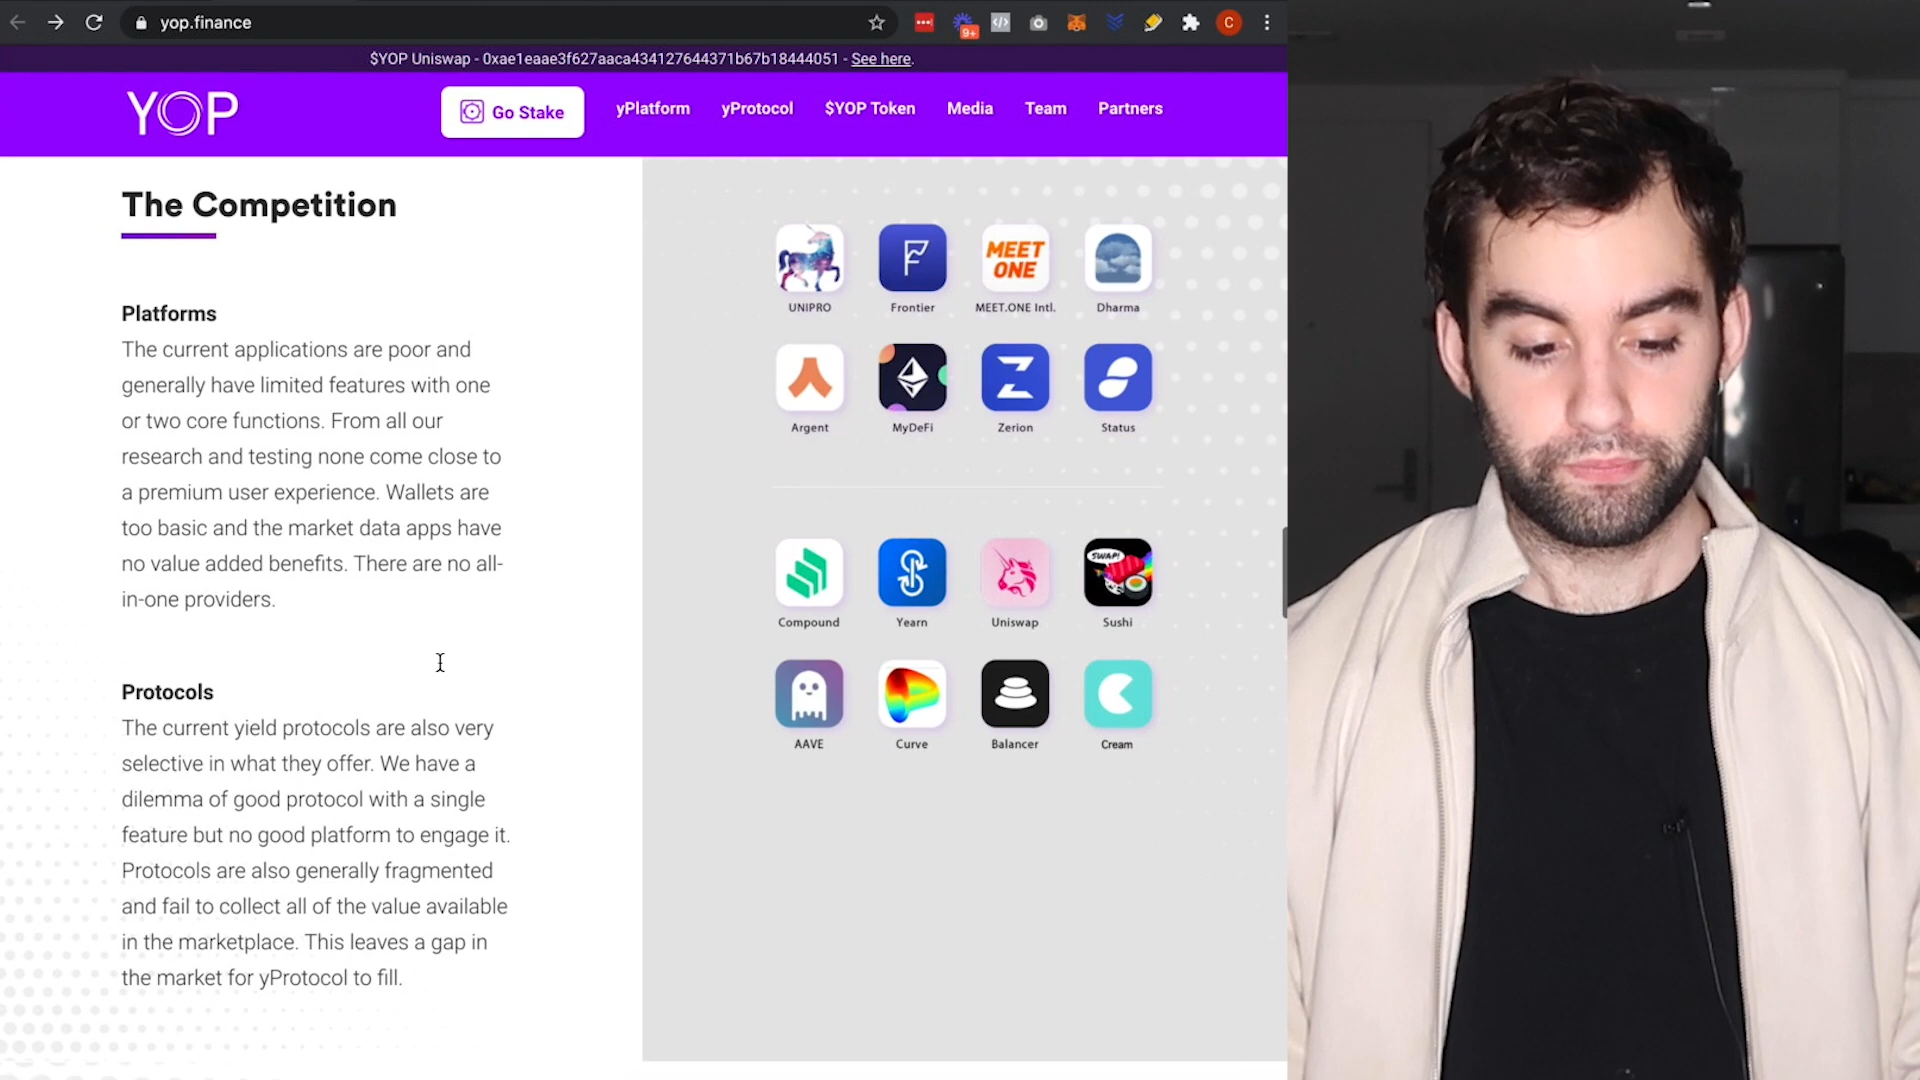 yop.finance
9+
C
$YOP Uniswap - 0xae1eaae3f627aaca434127644371b67b18444051 - See here.
YOP
Go Stake
yPlatform
yProtocol
$YOP Token
Media
Team
Partners
The Competition
Platforms
The current applications are poor and
generally have limited features with one
or two core functions. From all our
research and testing none come close to
a premium user experience. Wallets are
too basic and the market data apps have
no value added benefits. There are no all-
in-one providers.
Protocols
The current yield protocols are also very
selective in what they offer. We have a
dilemma of good protocol with a single
feature but no good platform to engage it.
Protocols are also generally fragmented
and fail to collect all of the value available
in the marketplace. This leaves a gap in
the market for yProtocol to fill.
MEET
ONE
UNIPRO
Frontier
MEET.ONE Intl.
Dharma
Argent
MyDeFi
Zerion
Status
SWAP!
Compound
Yearn
Uniswap
Sushi
AAVE
Curve
Balancer
Cream